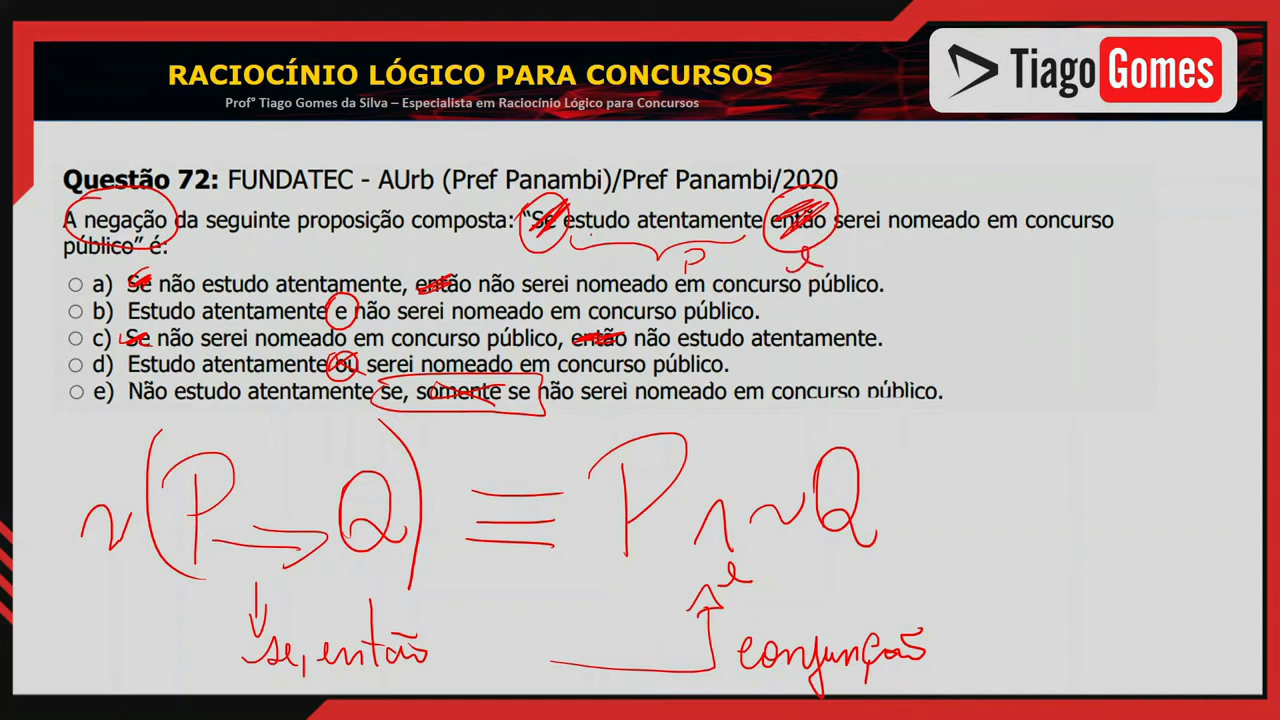 RACIOCÍNIO LÓGICO PARA CONCURSOS
Prof° Tiago Gomes da Silva – Especialista em Raciocínio Lógico para Concursos
Tiago Gomes
Questão 72: FUNDATEC - AUrb (Pref Panambi)/Pref Panambi/2020
A negação da seguinte proposição composta: “Se estudo atentamente então serei nomeado em concurso
público” é:
P e
a) Se não estudo atentamente, então não serei nomeado em concurso público.
b) Estudo atentamente e não serei nomeado em concurso público.
c) Se não serei nomeado em concurso público, então não estudo atentamente.
d) Estudo atentamente ou serei nomeado em concurso público.
e) Não estudo atentamente se, somente se não serei nomeado em concurso público.
~(P → Q) ≡ P ∧ ~Q
e
se, então conjunção